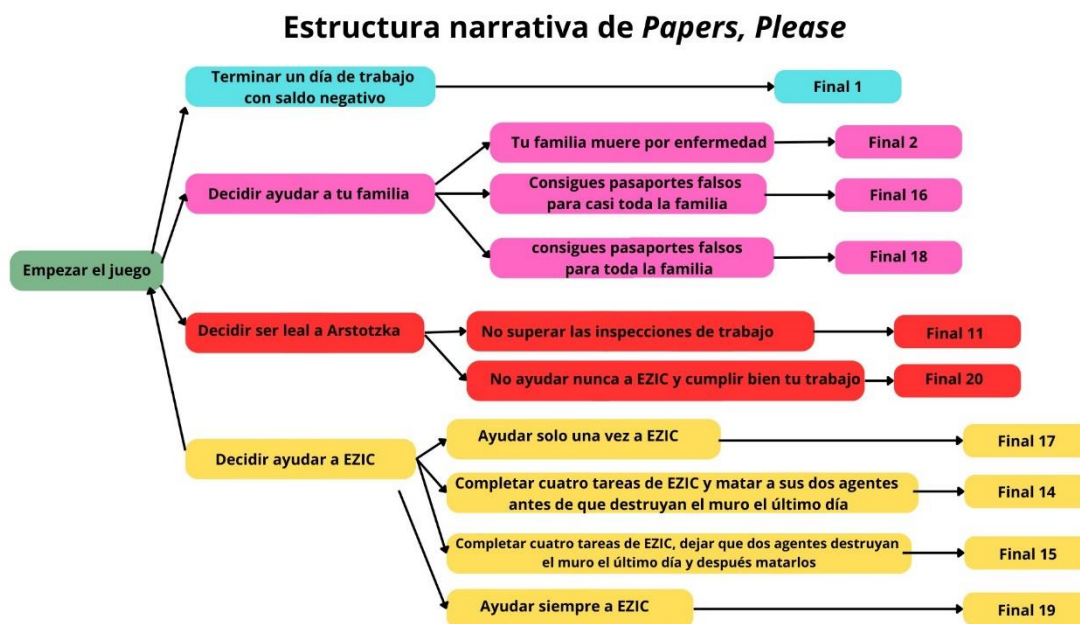 Estructura narrativa de Papers, Please
Terminar un día de trabajo
con saldo negativo
Final 1
Tu familia muere por enfermedad
Final 2
Decidir ayudar a tu familia
Consigues pasaportes falsos
para casi toda la familia
Final 16
consigues pasaportes falsos
para toda la familia
Final 18
Empezar el juego
Decidir ser leal a Arstotzka
No superar las inspecciones de trabajo
Final 11
No ayudar nunca a EZIC y cumplir bien tu trabajo
Final 20
Decidir ayudar a EZIC
Ayudar solo una vez a EZIC
Final 17
Completar cuatro tareas de EZIC y matar a sus dos agentes
antes de que destruyan el muro el último día
Final 14
Completar cuatro tareas de EZIC, dejar que dos agentes destruyan
el muro el último día y después matarlos
Final 15
Ayudar siempre a EZIC
Final 19